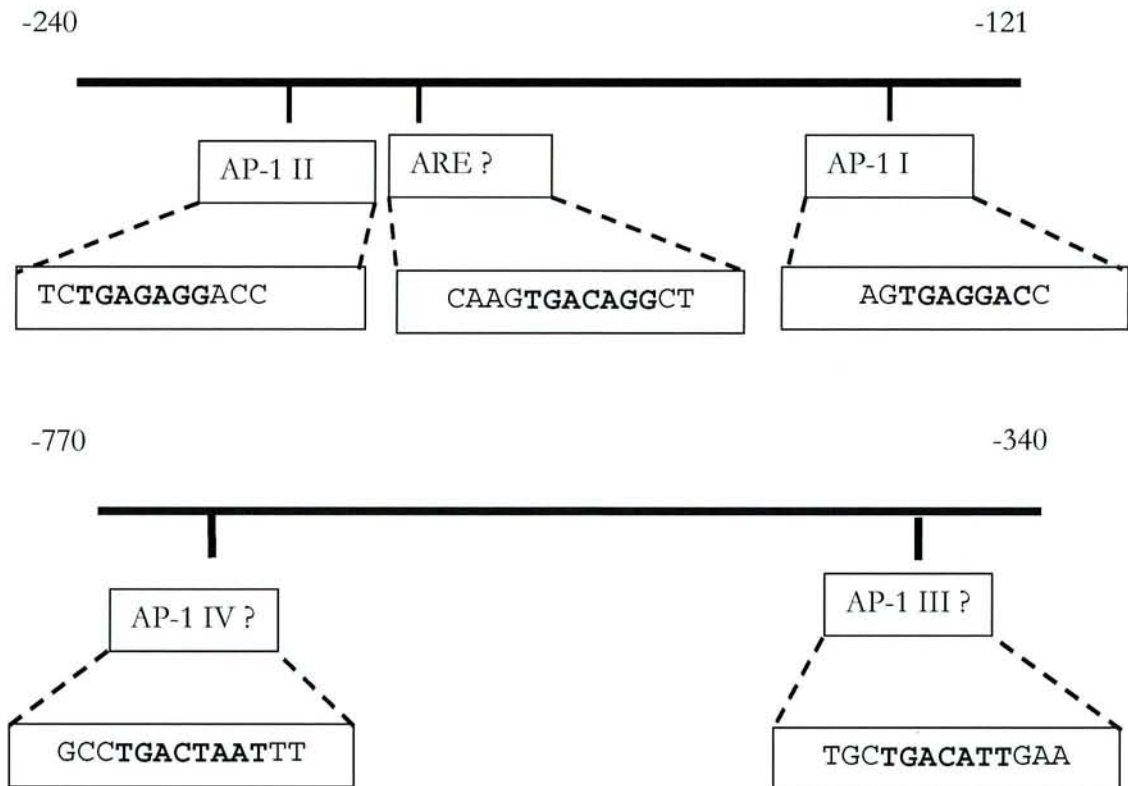 -240 -121
AP-1 II ARE ? AP-1 I
TCTGAGAGGACC CAAGTGACAGGCT AGTGAGGACC
-770 -340
AP-1 IV ? AP-1 III ?
GCCTGACTAATTT TGCTGACATTGAA